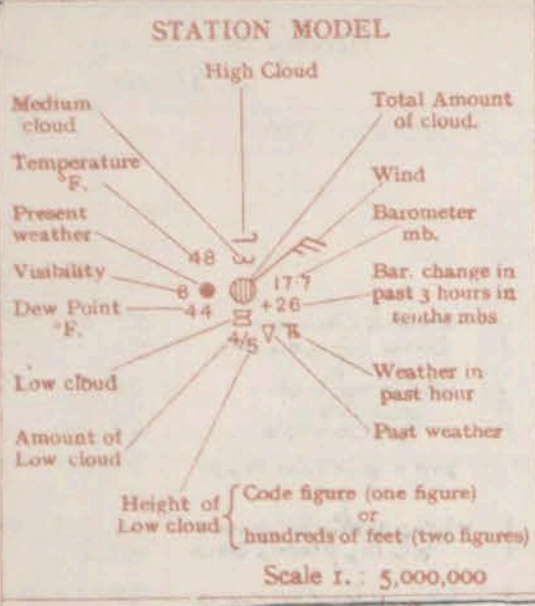 STATION MODEL
High Cloud
Medium
cloud
Total Amount
of cloud.
Temperature
°F.
Wind
Present
weather
Barometer
mb.
48
Visibility
8
17·7
Bar. change in
past 3 hours in
tenths mbs
Dew Point
°F.
44
+26
4/5
Low cloud
Weather in
past hour
Amount of
Low cloud
Past weather
Height of
Low cloud
Code figure (one figure)
or
hundreds of feet (two figures)
Scale 1. : 5,000,000